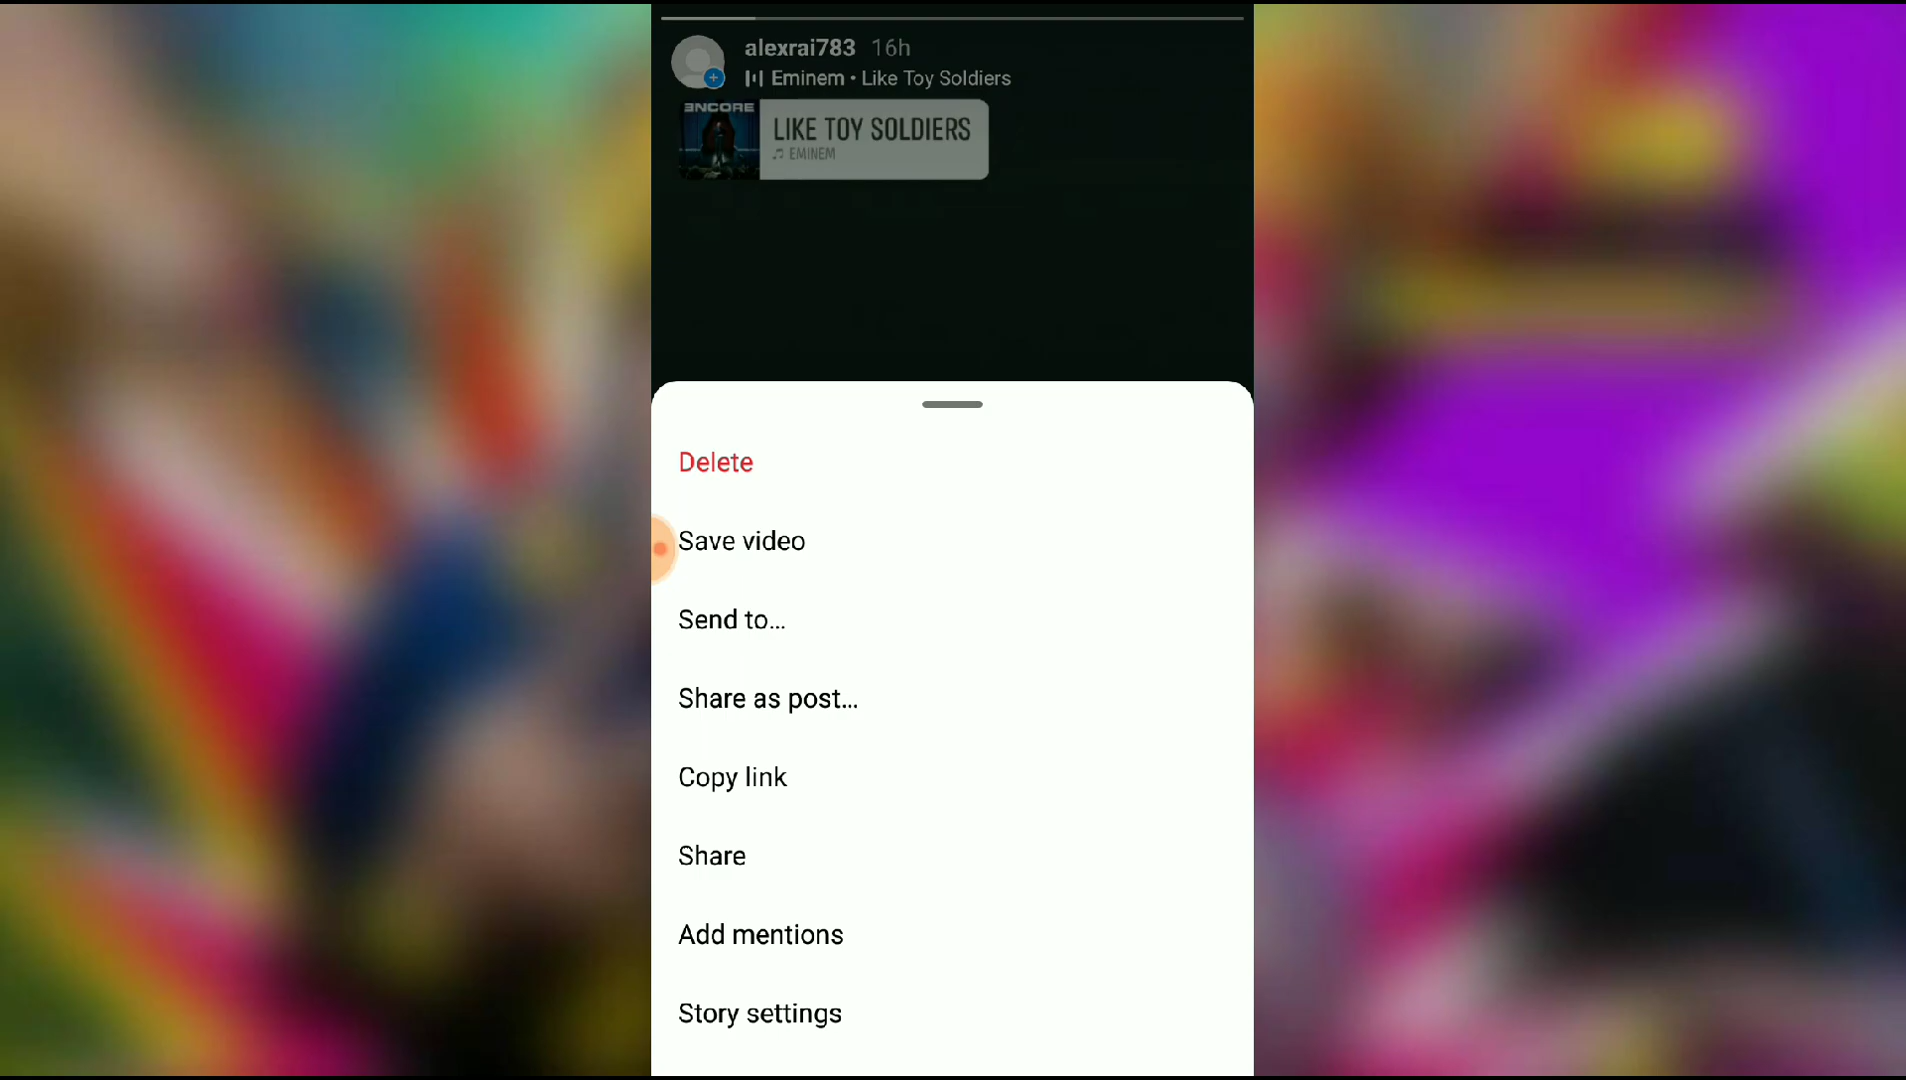 alexrai783 16h
Eminem • Like Toy Soldiers
ƎNCORE
LIKE TOY SOLDIERS
EMINEM
Delete
Save video
Send to...
Share as post...
Copy link
Share
Add mentions
Story settings